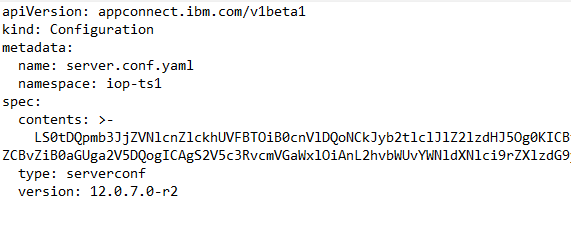 apiVersion: appconnect.ibm.com/v1beta1
kind: Configuration
metadata:
  name: server.conf.yaml
  namespace: iop-ts1
spec:
  contents: >-
    LS0tDQpmb3JjZVNlcnZlckhUVFBTOiB0cnVlDQoNCkJyb2tlclJlZ2lzdHJ5Og0KICB
ZCBvZiB0aGUga2V5DQogICAgS2V5c3RvcmVGaWxlOiAnL2hvbWUvYWNldXNlci9rZXlzdG9
  type: serverconf
  version: 12.0.7.0-r2